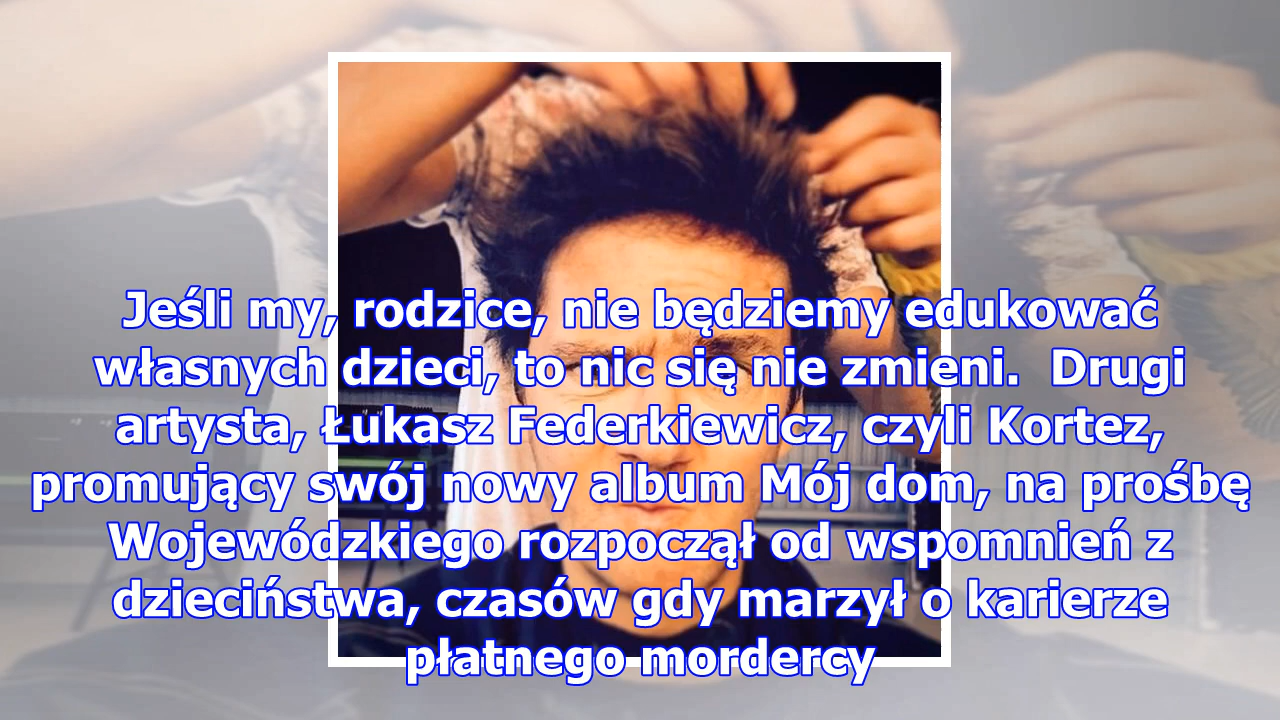 Jeśli my, rodzice, nie będziemy edukować
własnych dzieci, to nic się nie zmieni.  Drugi
artysta, Łukasz Federkiewicz, czyli Kortez,
promujący swój nowy album Mój dom, na prośbę
Wojewódzkiego rozpoczął od wspomnień z
dzieciństwa, czasów gdy marzył o karierze
płatnego mordercy